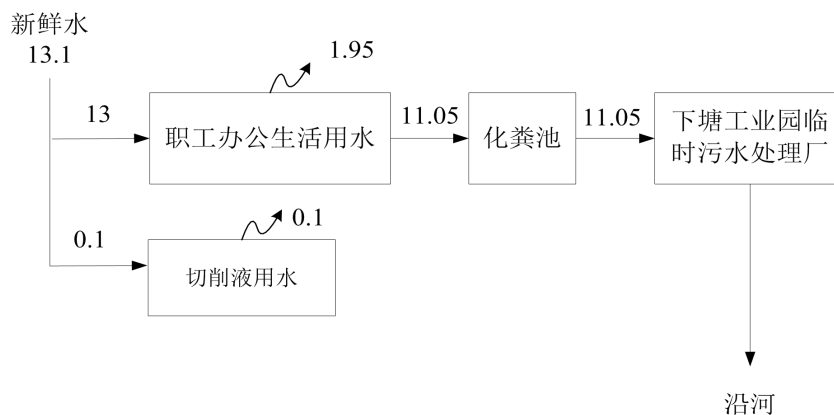 新鲜水
13.1
1.95
13
职工办公生活用水
11.05
化粪池
11.05
下塘工业园临
时污水处理厂
0.1
0.1
切削液用水
沿河